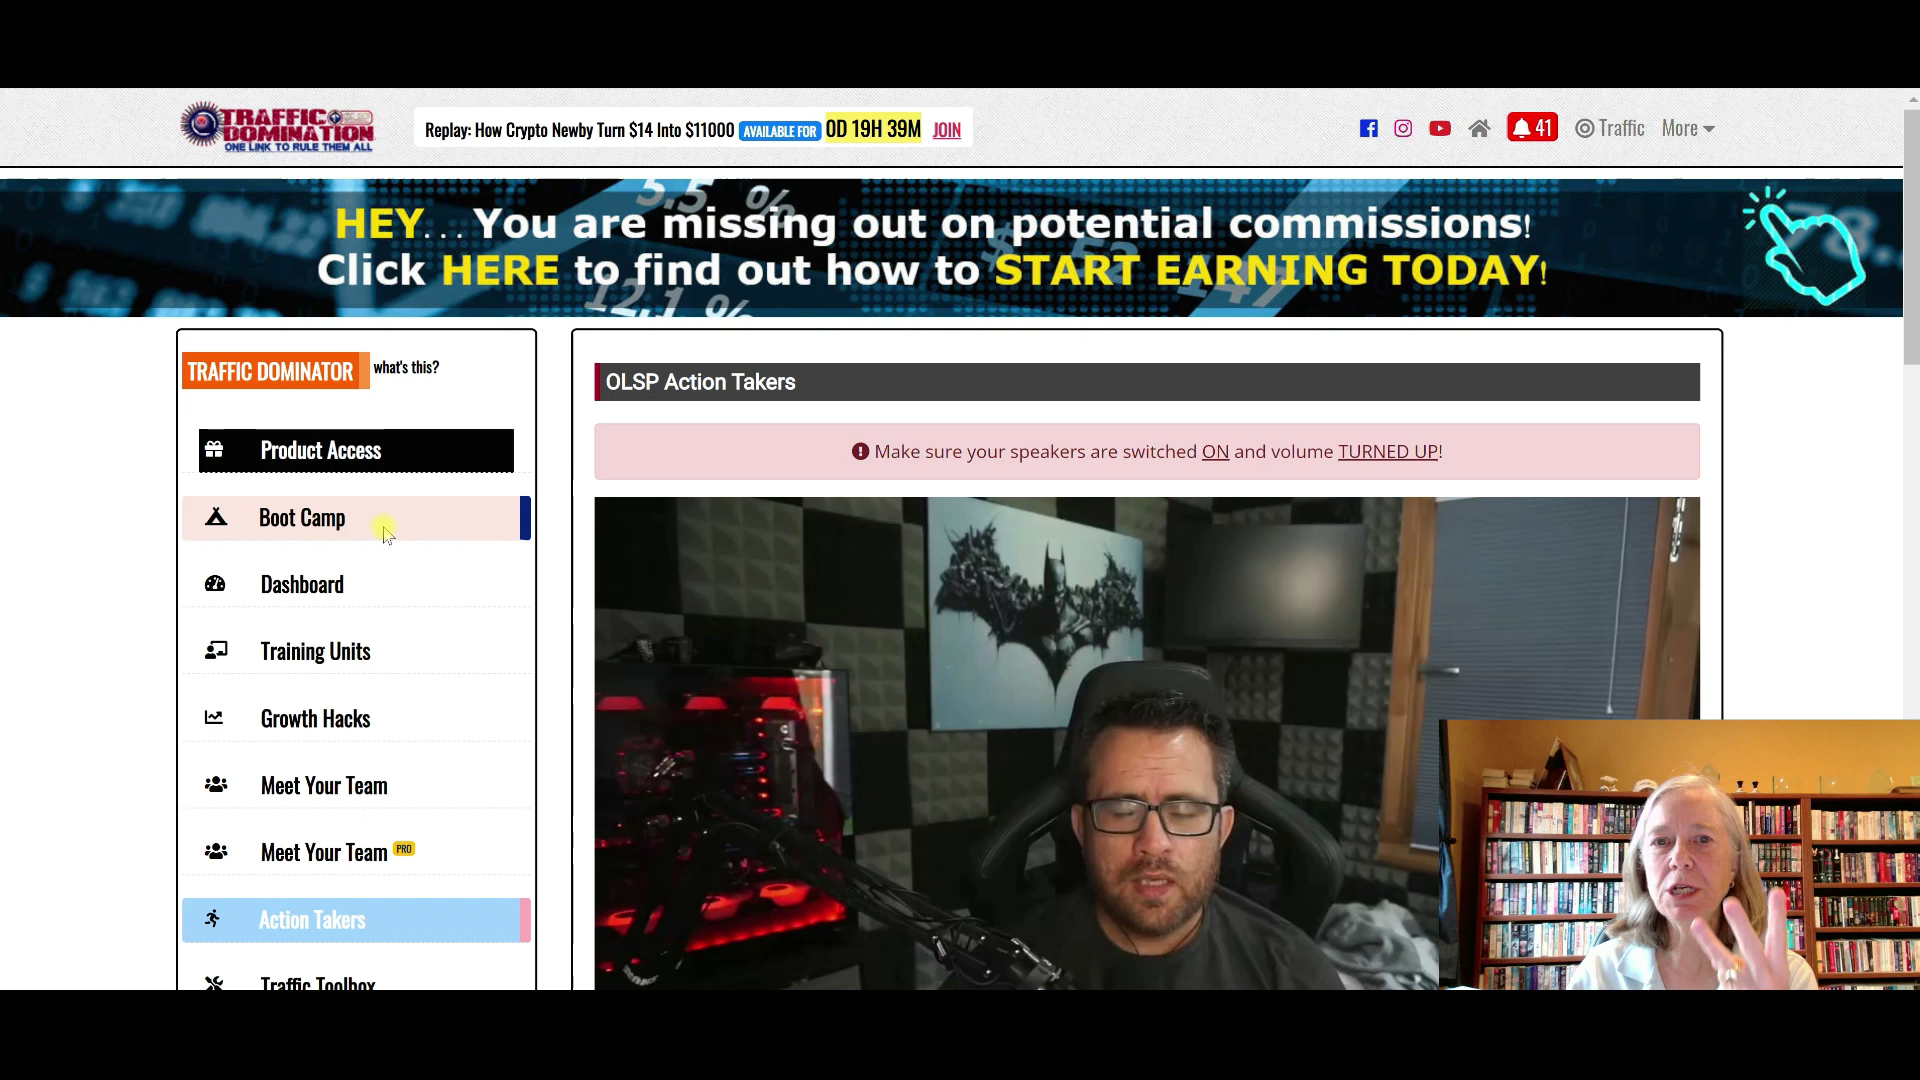 TRAFFIC
DOMINATION
ONE LINK TO RULE THEM ALL
Replay: How Crypto Newby Turn $14 Into $11000 AVAILABLE FOR 0D 19H 39M JOIN
41 Traffic More
HEY... You are missing out on potential commissions!
Click HERE to find out how to START EARNING TODAY!
5.5 %
12.1 %
TRAFFIC DOMINATOR what's this?
Product Access
Boot Camp
Dashboard
Training Units
Growth Hacks
Meet Your Team
Meet Your Team PRO
Action Takers
Traffic Toolbox
OLSP Action Takers
Make sure your speakers are switched ON and volume TURNED UP!